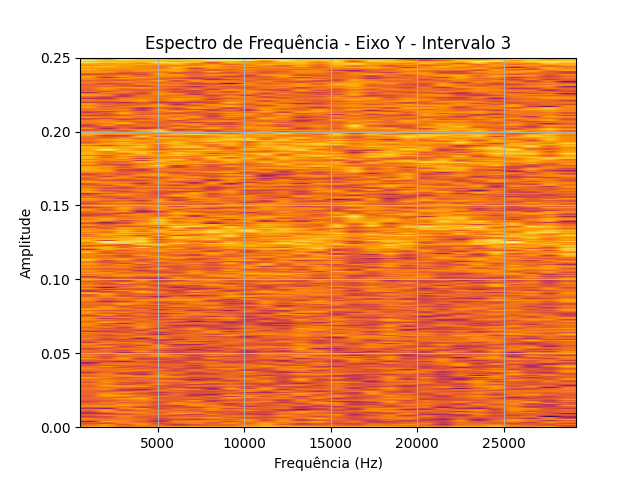 Espectro de Frequência - Eixo Y - Intervalo 3
0.25
0.20
0.15
0.10
0.05
0.00
Amplitude
5000 10000 15000 20000 25000
Frequência (Hz)